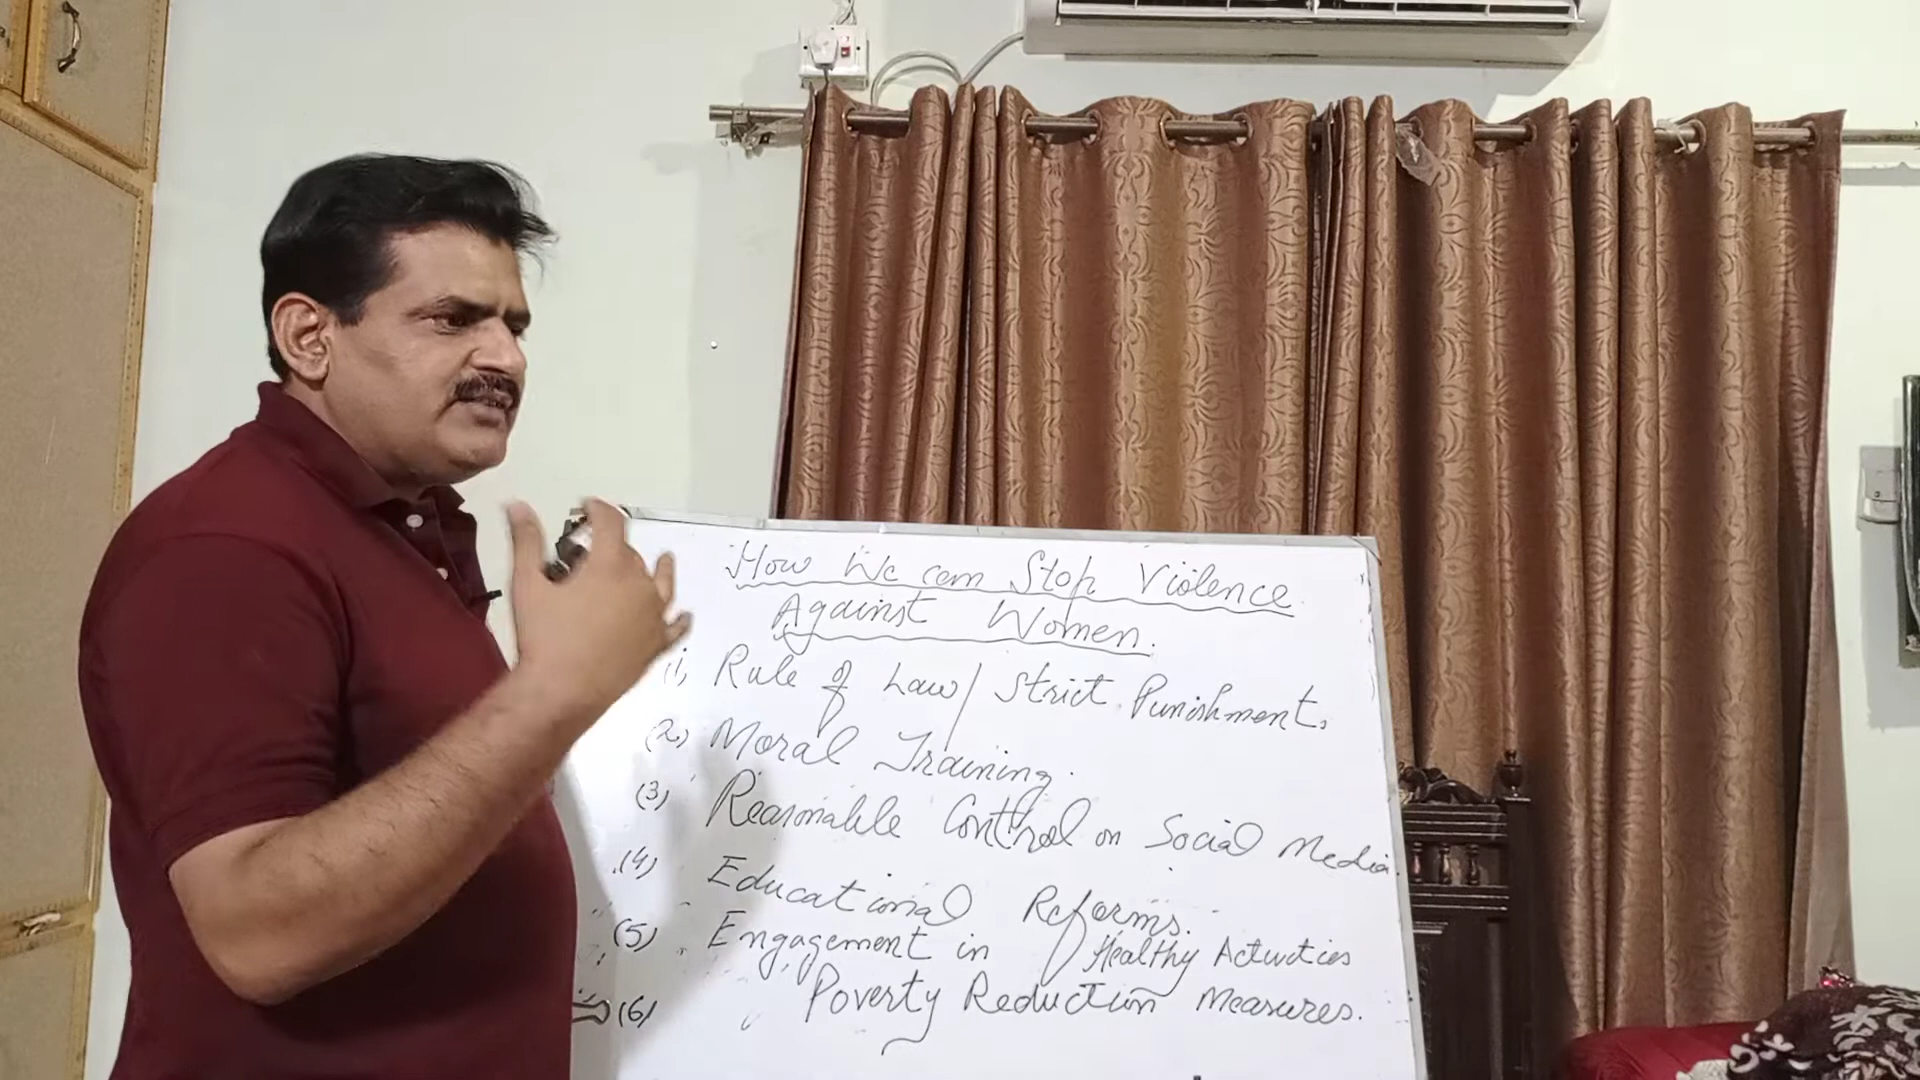 How We can Stop Violence
Against Women.
(1) Rule of Law/ Strict Punishment.
(2) Moral Training.
(3) Reasonable Control on Social Media.
(4) Educational Reforms.
(5) Engagement in Healthy Activities
(6) Poverty Reduction Measures.